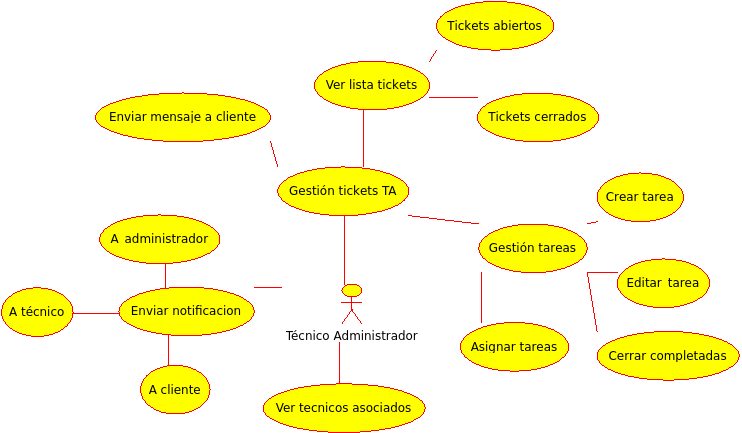 Tickets abiertos
Ver lista tickets
Enviar mensaje a cliente
Tickets cerrados
Gestión tickets TA
Crear tarea
A administrador
Gestión tareas
Editar tarea
A técnico
Enviar notificacion
Técnico Administrador
Asignar tareas
Cerrar completadas
A cliente
Ver tecnicos asociados